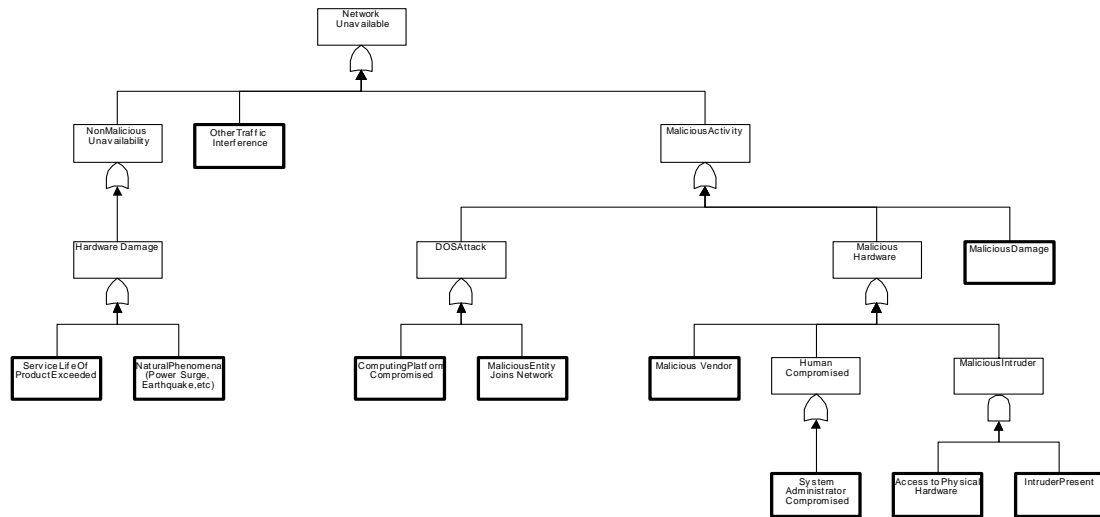 Network
Unavailable
NonMalicious
Unavailability
OtherTraffic
Interference
MaliciousActivity
Hardware Damage
DOSAttack
Malicious
Hardware
MaliciousDamage
ServiceLifeOf
ProductExceeded
NaturalPhenomena
(Power Surge,
Earthquake,etc)
ComputingPlatform
Compromised
MaliciousEntity
Joins Network
Malicious Vendor
Human
Compromised
MaliciousIntruder
System
Administrator
Compromised
Access to Physical
Hardware
IntruderPresent